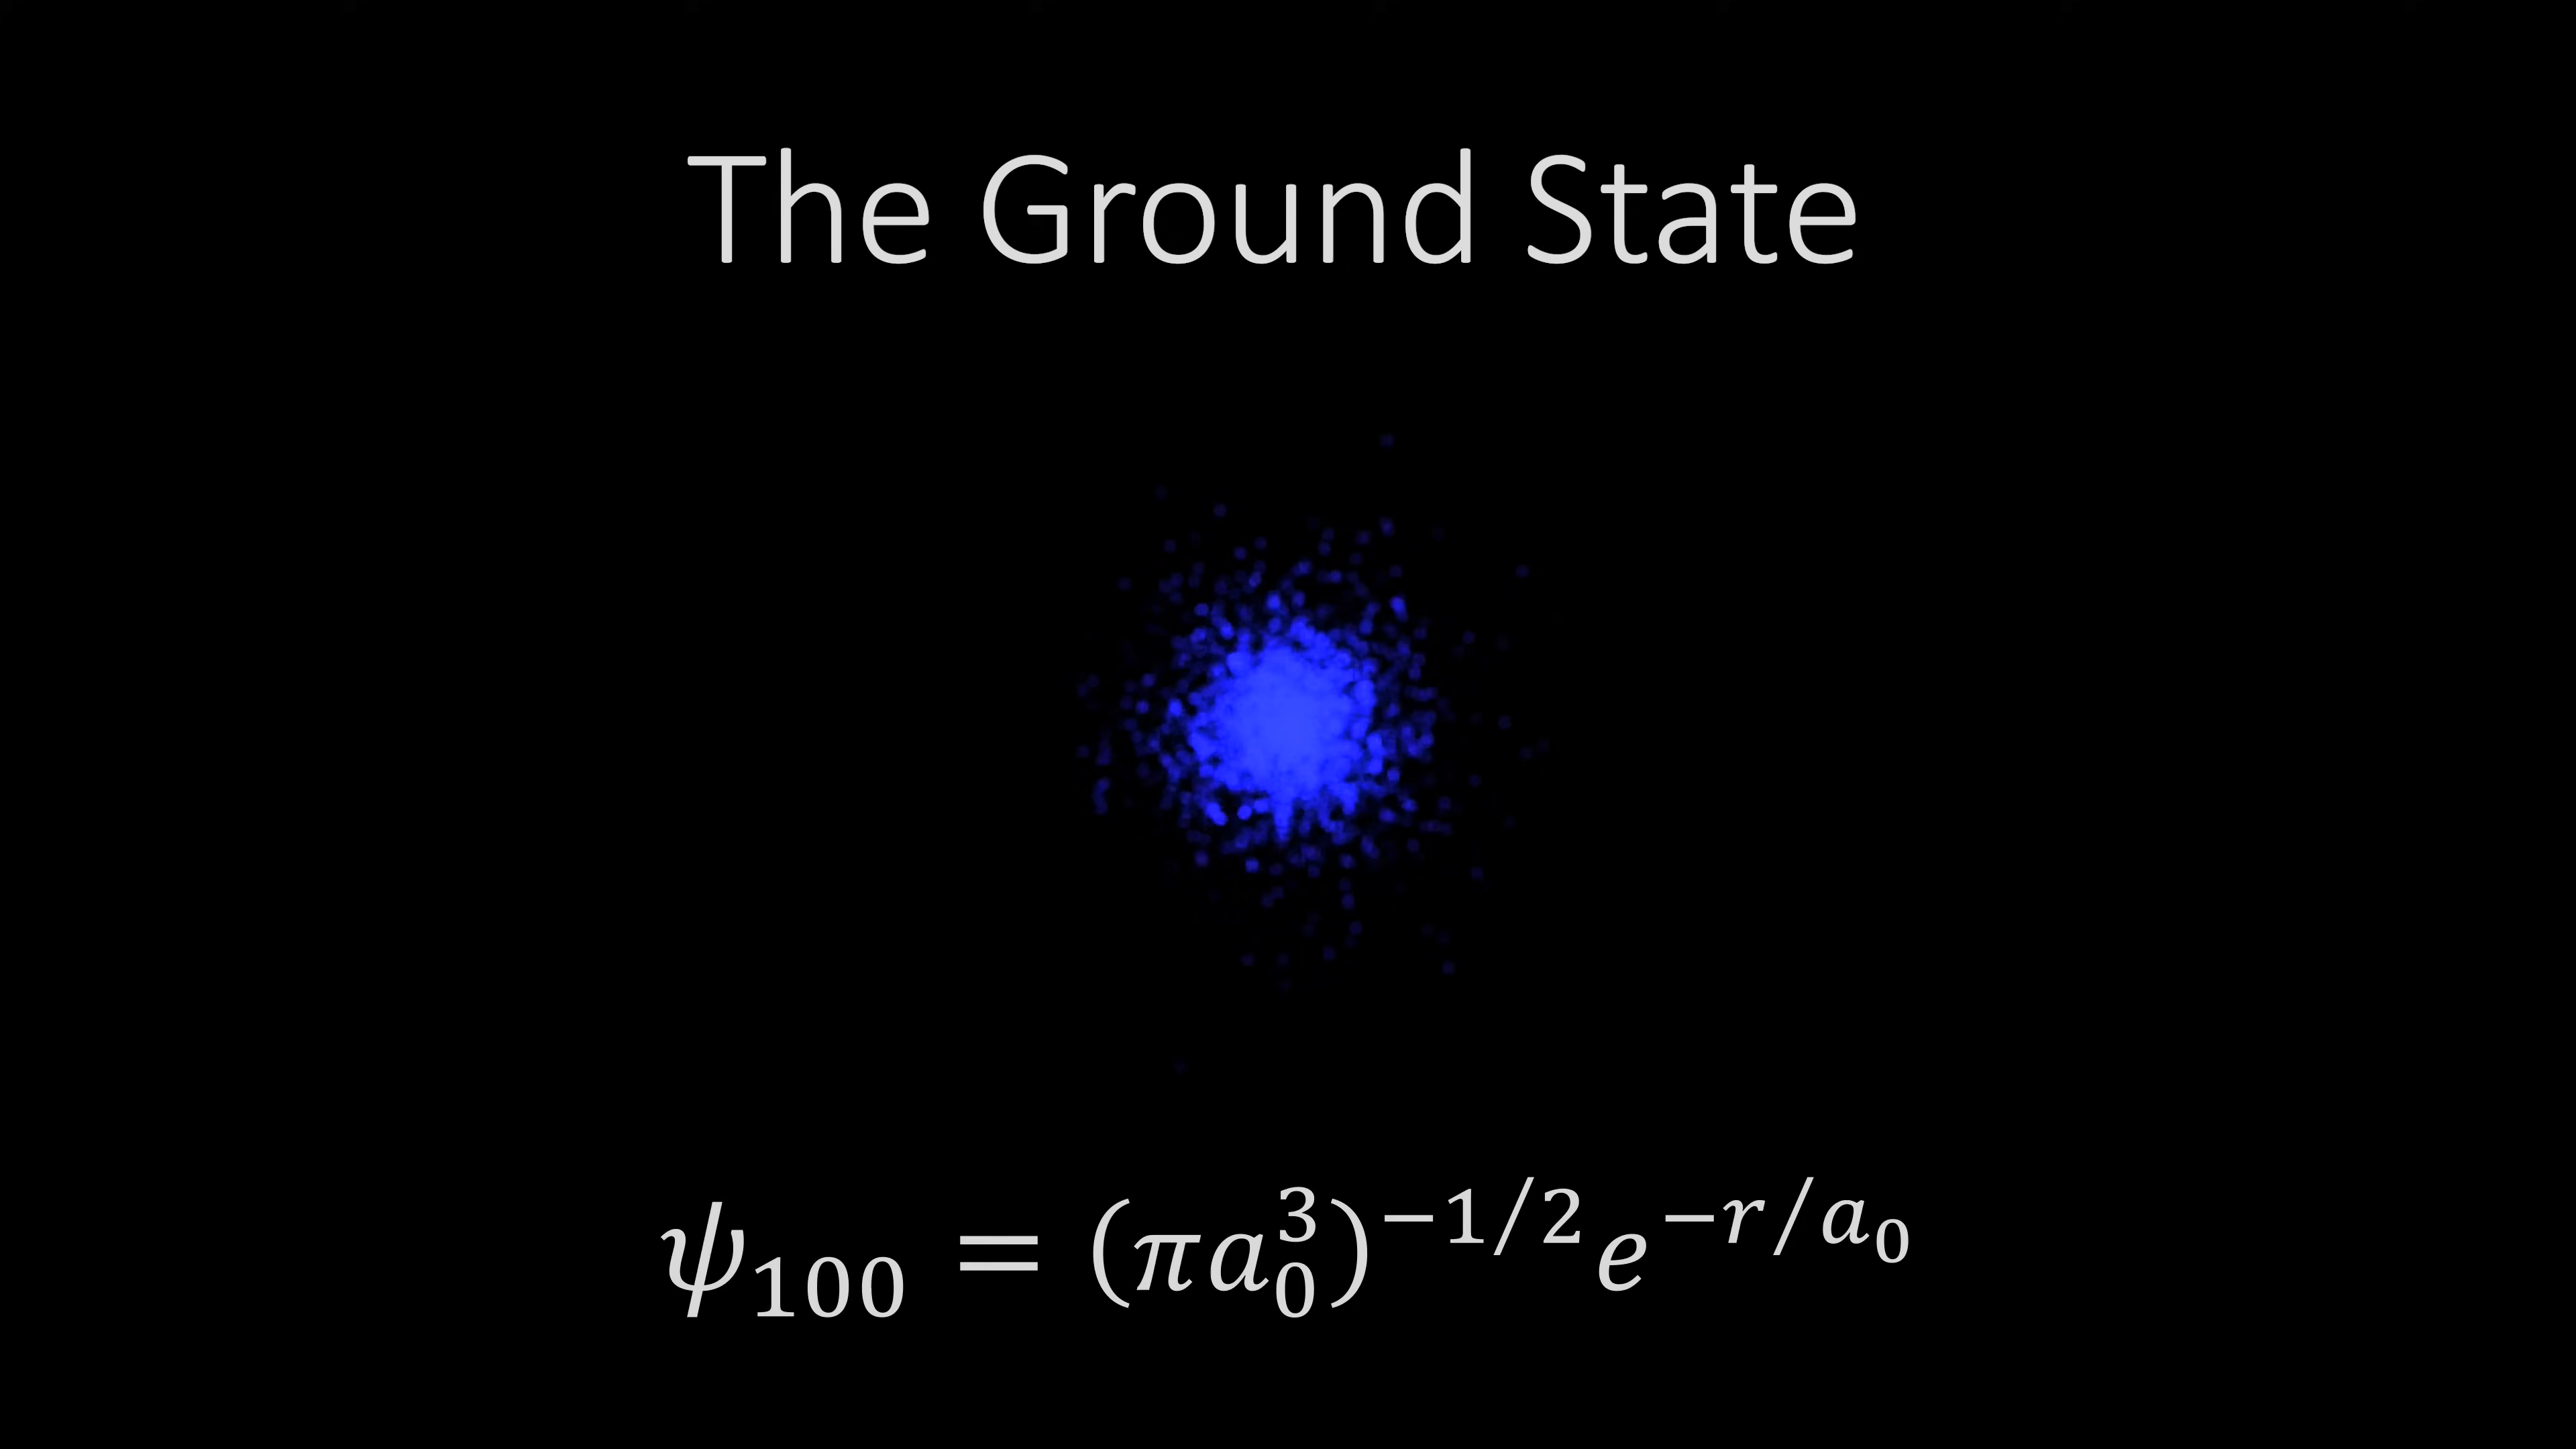 The Ground State
𝜓₁₀₀ = (𝜋𝑎₀³)^{−1/2} 𝑒^{−𝑟/𝑎₀}